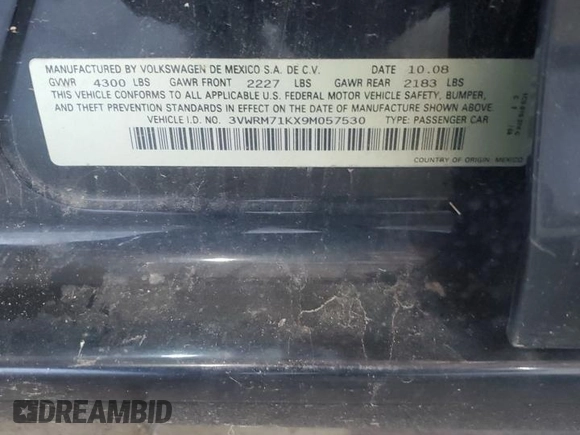 MANUFACTURED BY VOLKSWAGEN DE MEXICO S.A. DE C.V. DATE 10.08
GVWR 4300 LBS GAWR FRONT 2227 LBS GAWR REAR 2183 LBS
THIS VEHICLE CONFORMS TO ALL APPLICABLE U.S. FEDERAL MOTOR VEHICLE SAFETY, BUMPER,
AND THEFT PREVENTION STANDARDS IN EFFECT ON THE DATE OF MANUFACTURE SHOWN ABOVE.
VEHICLE I.D. NO. 3VWRM71KX9M057530 TYPE: PASSENGER CAR
COUNTRY OF ORIGIN: MEXICO
DREAMBID